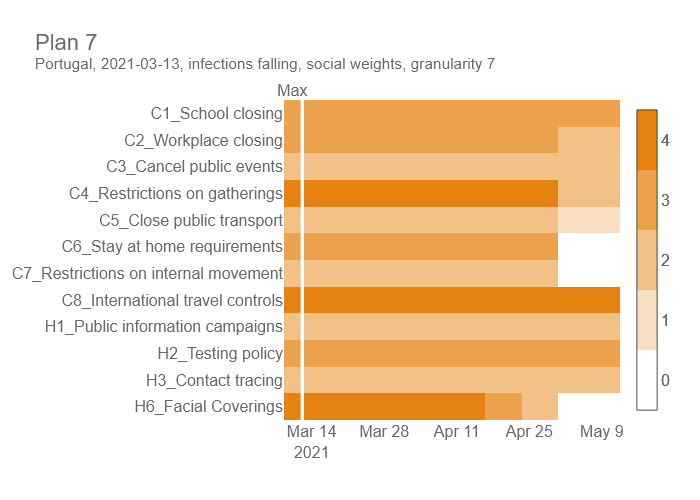 Plan 7
Portugal, 2021-03-13, infections falling, social weights, granularity 7
Max
C1_School closing
C2_Workplace closing
C3_Cancel public events
C4_Restrictions on gatherings
C5_Close public transport
C6_Stay at home requirements
C7_Restrictions on internal movement
C8_International travel controls
H1_Public information campaigns
H2_Testing policy
H3_Contact tracing
H6_Facial Coverings
Mar 14 Mar 28 Apr 11 Apr 25 May 9
2021
4
3
2
1
0